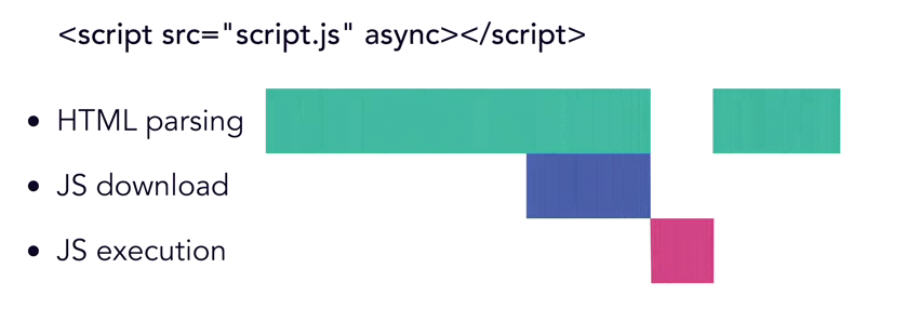 <script src="script.js" async></script>
• HTML parsing
• JS download
• JS execution